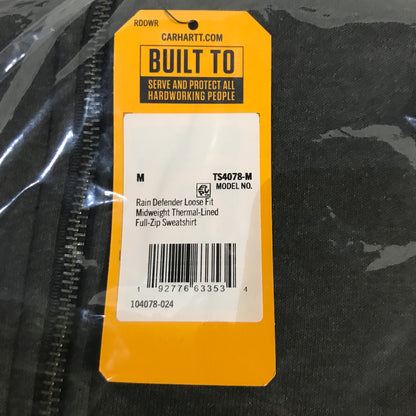 RDDWR
CARHARTT.COM
BUILT TO
SERVE AND PROTECT ALL
HARDWORKING PEOPLE
M TS4078-M
MODEL NO.
Rain Defender Loose Fit
Midweight Thermal-Lined
Full-Zip Sweatshirt
1 92776 63353 4
104078-024